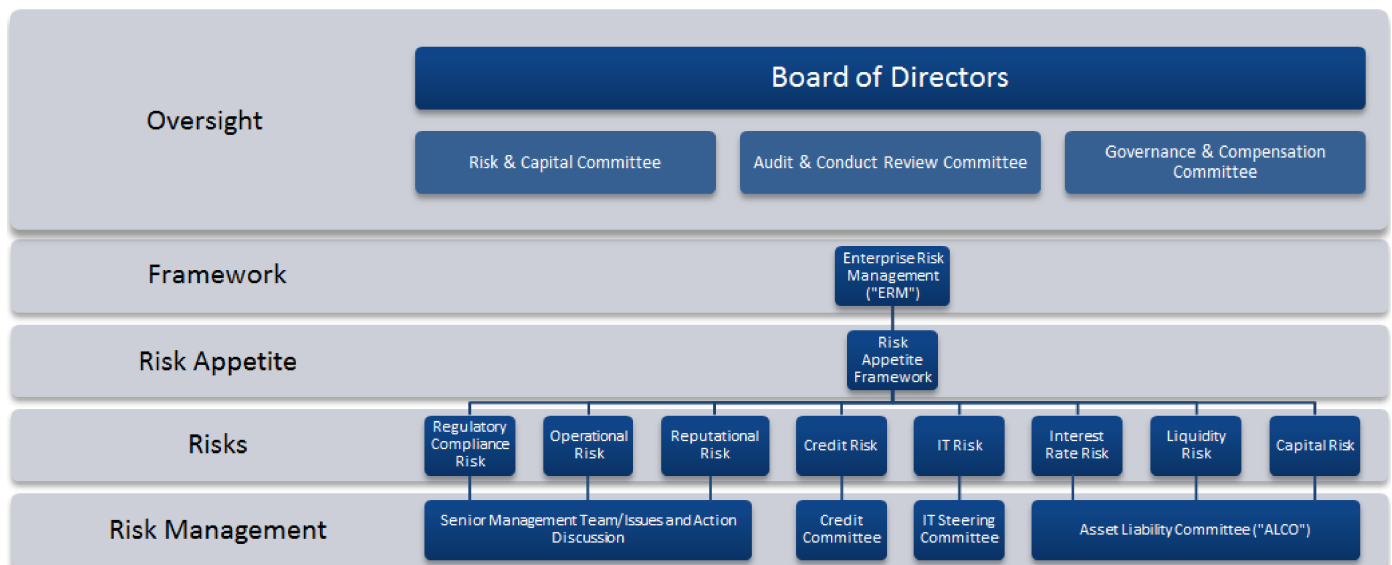 Oversight
Board of Directors
Risk & Capital Committee
Audit & Conduct Review Committee
Governance & Compensation
Committee
Framework
Enterprise Risk
Management
("ERM")
Risk Appetite
Risk
Appetite
Framework
Risks
Regulatory
Compliance
Risk
Operational
Risk
Reputational
Risk
Credit Risk
IT Risk
Interest
Rate Risk
Liquidity
Risk
Capital Risk
Risk Management
Senior Management Team/Issues and Action
Discussion
Credit
Committee
IT Steering
Committee
Asset Liability Committee ("ALCO")